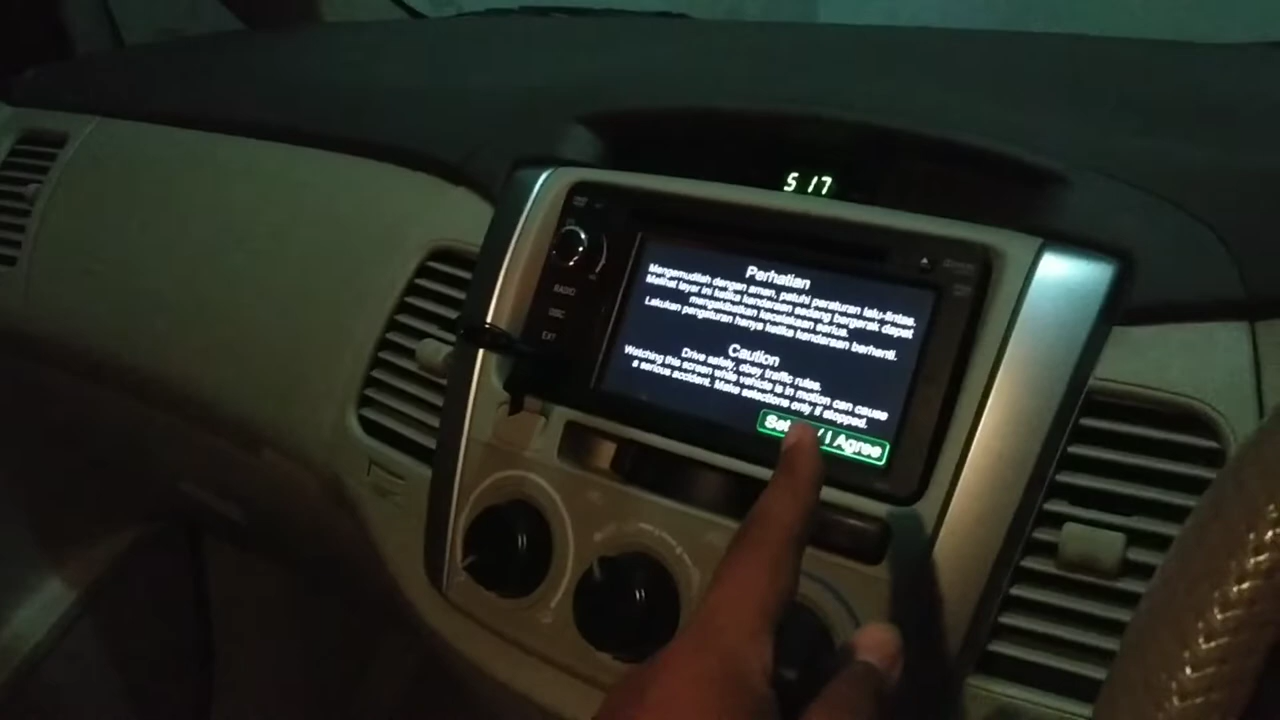 5 17
RADIO
DISC
EXT
Perhatian
Mengemudilah dengan aman, patuhi peraturan lalu-lintas.
Melihat layar ini ketika kendaraan sedang bergerak dapat
mengakibatkan kecelakaan serius.
Lakukan pengaturan hanya ketika kendaraan berhenti.
Caution
Drive safely, obey traffic rules.
Watching this screen while vehicle is in motion can cause
a serious accident. Make selections only if stopped.
/ I Agree